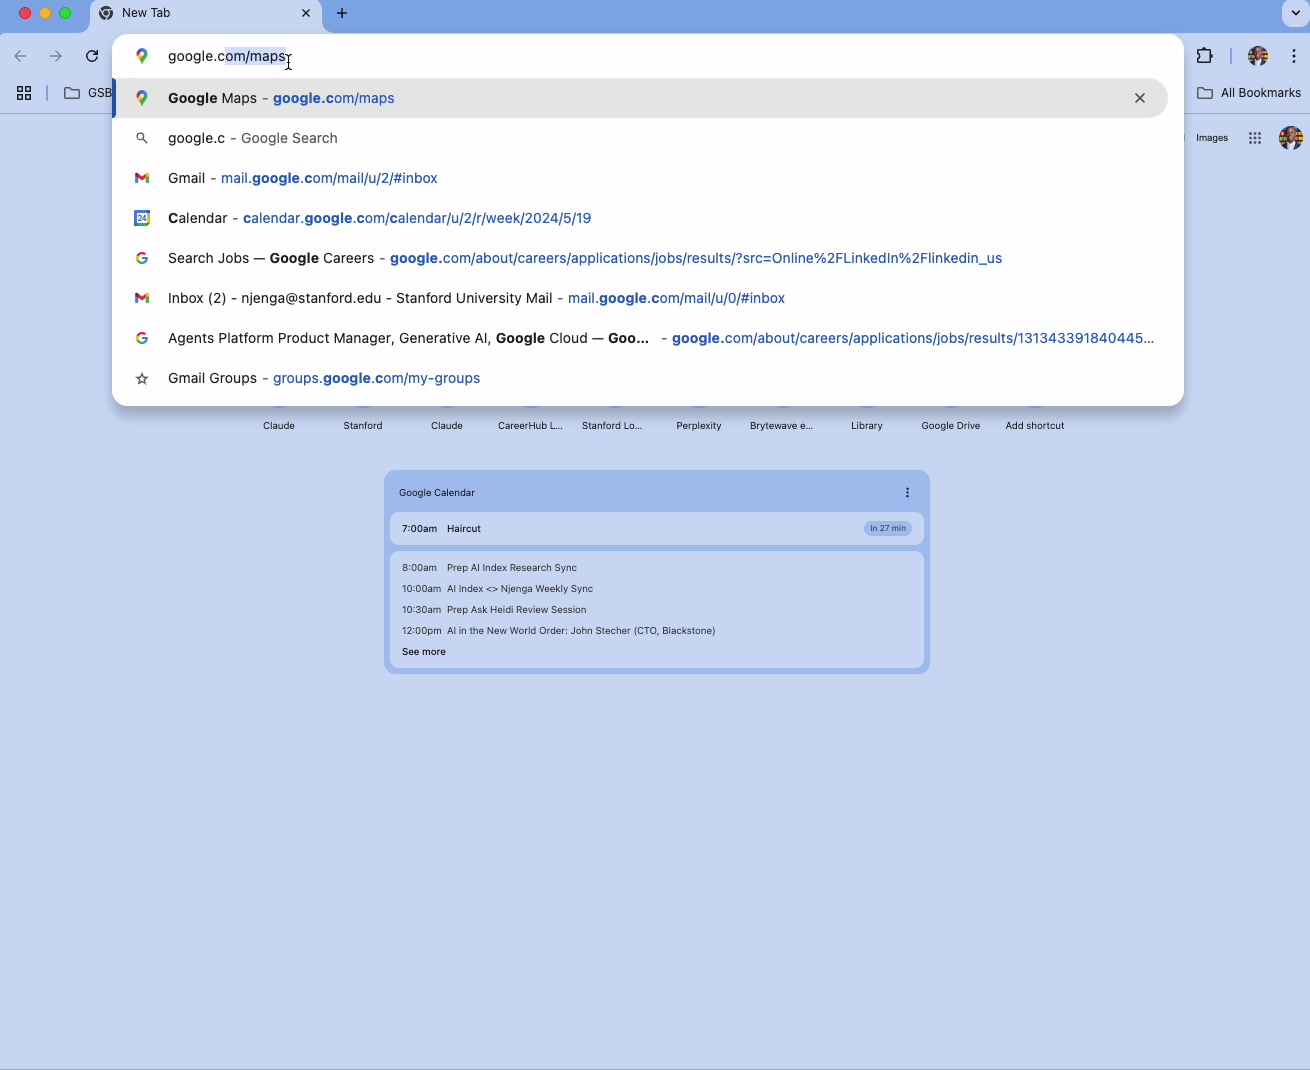 New Tab
google.com/maps
GSB
All Bookmarks
Google Maps - google.com/maps
google.c - Google Search
Images
Gmail - mail.google.com/mail/u/2/#inbox
24 Calendar - calendar.google.com/calendar/u/2/r/week/2024/5/19
Search Jobs — Google Careers - google.com/about/careers/applications/jobs/results/?src=Online%2FLinkedIn%2Flinkedin_us
Inbox (2) - njenga@stanford.edu - Stanford University Mail - mail.google.com/mail/u/0/#inbox
Agents Platform Product Manager, Generative AI, Google Cloud — Goo... - google.com/about/careers/applications/jobs/results/131343391840445...
Gmail Groups - groups.google.com/my-groups
Claude Stanford Claude CareerHub L... Stanford Lo... Perplexity Brytewave e... Library Google Drive Add shortcut
Google Calendar
7:00am Haircut In 27 min
8:00am Prep AI Index Research Sync
10:00am AI Index <> Njenga Weekly Sync
10:30am Prep Ask Heidi Review Session
12:00pm AI in the New World Order: John Stecher (CTO, Blackstone)
See more